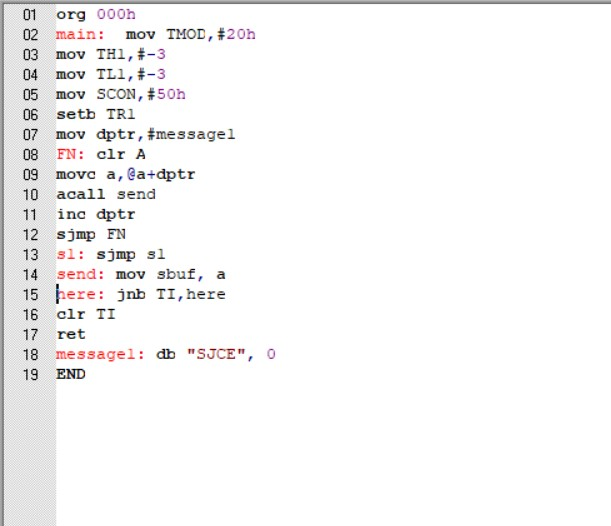 01 org 000h
02 main: mov TMOD,#20h
03 mov TH1,#-3
04 mov TL1,#-3
05 mov SCON,#50h
06 setb TR1
07 mov dptr,#message1
08 FN: clr A
09 movc a,@a+dptr
10 acall send
11 inc dptr
12 sjmp FN
13 s1: sjmp s1
14 send: mov sbuf, a
15 here: jnb TI,here
16 clr TI
17 ret
18 message1: db "SJCE", 0
19 END